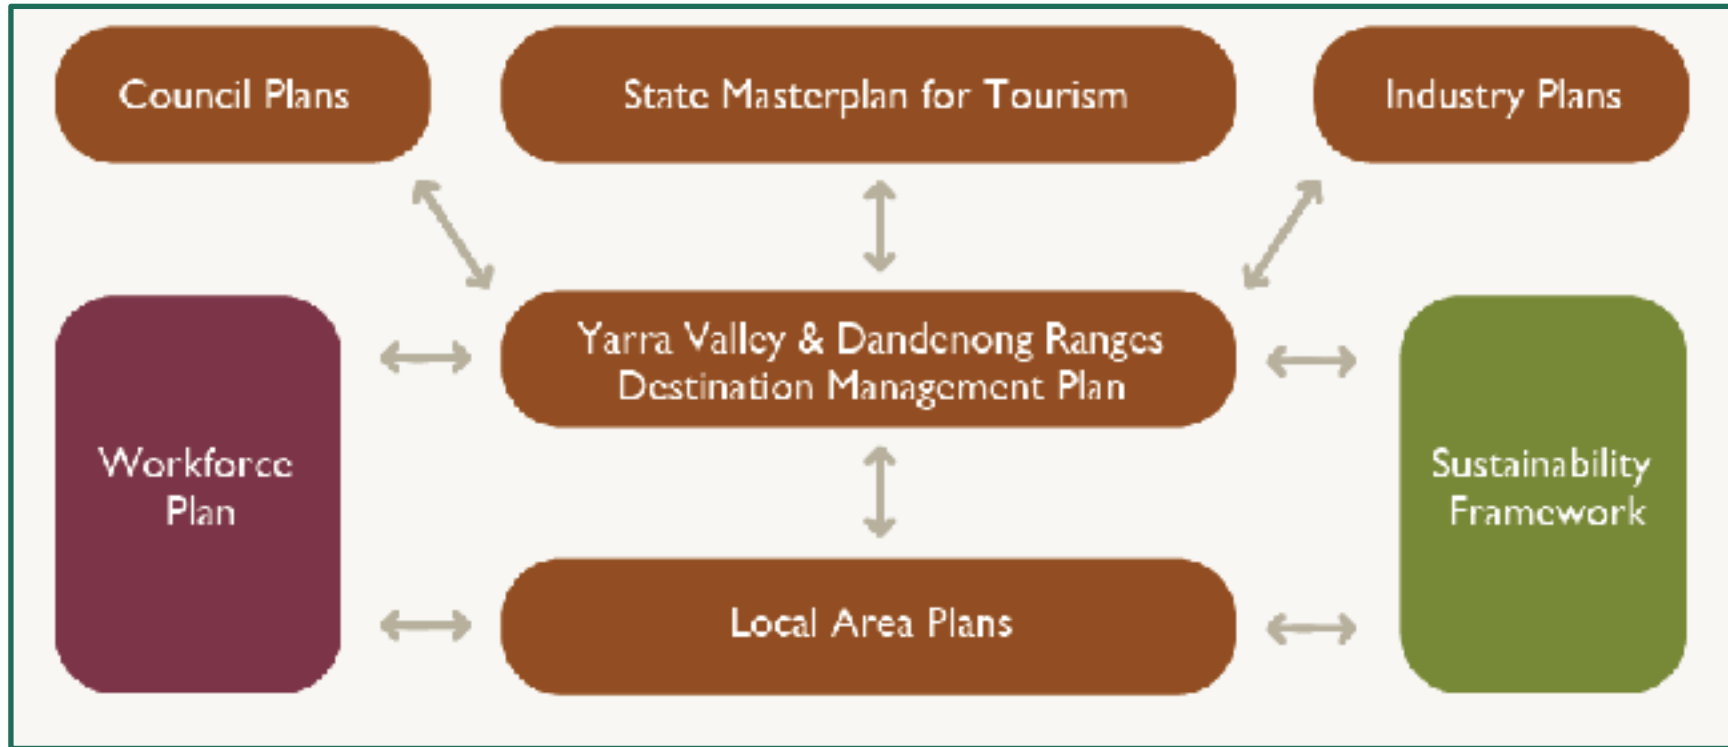 Council Plans
State Masterplan for Tourism
Industry Plans
Yarra Valley & Dandenong Ranges
Destination Management Plan
Workforce
Plan
Sustainability
Framework
Local Area Plans